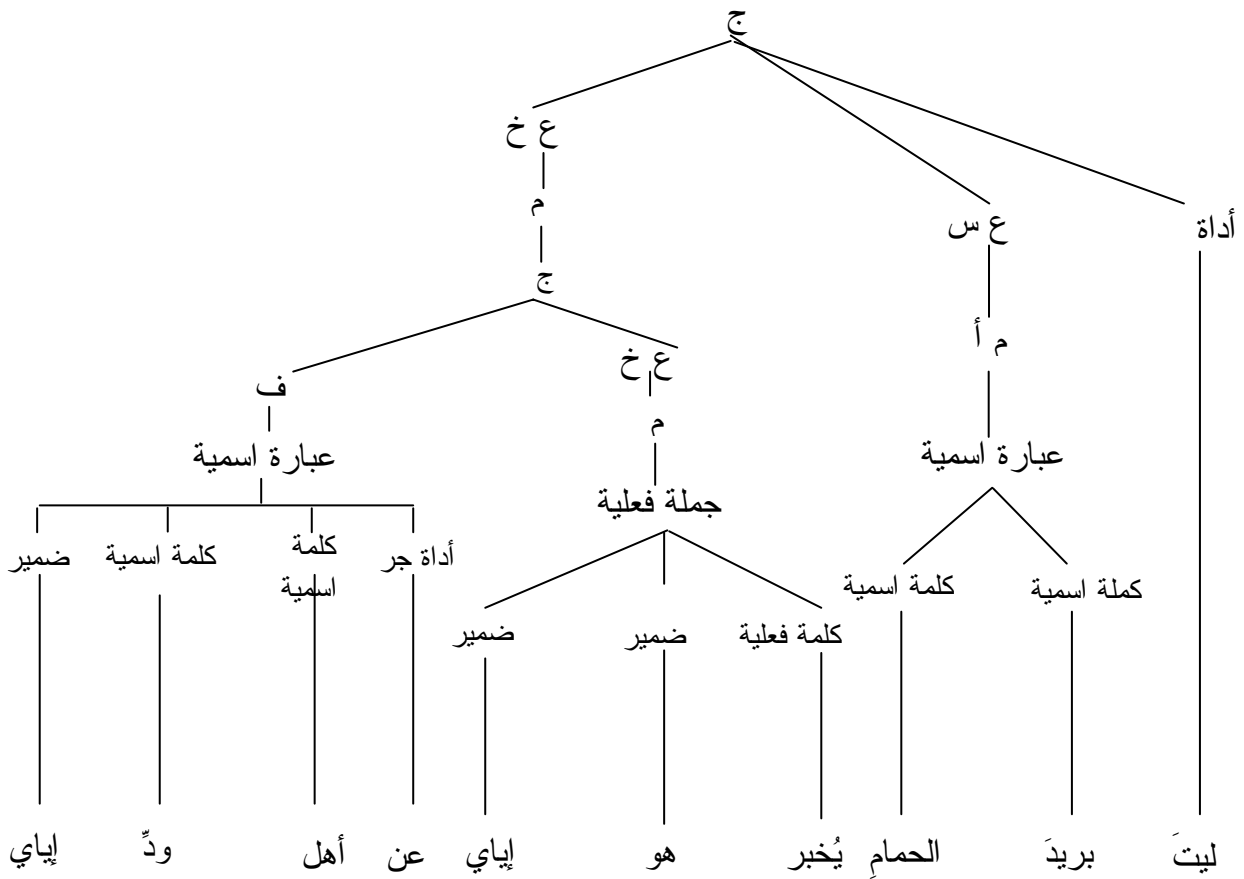 ج
ع خ
م
ج
ع س
أداة
م أ
ع خ
ف
م
عبارة اسمية
عبارة اسمية
جملة فعلية
أداة جر
كلمة
اسمية
كلمة اسمية
ضمير
كملة اسمية
كلمة اسمية
كلمة فعلية
ضمير
ضمير
ليتَ بريدَ الحمامِ يُخبر هو إياي عن أهل ودِّ إياي